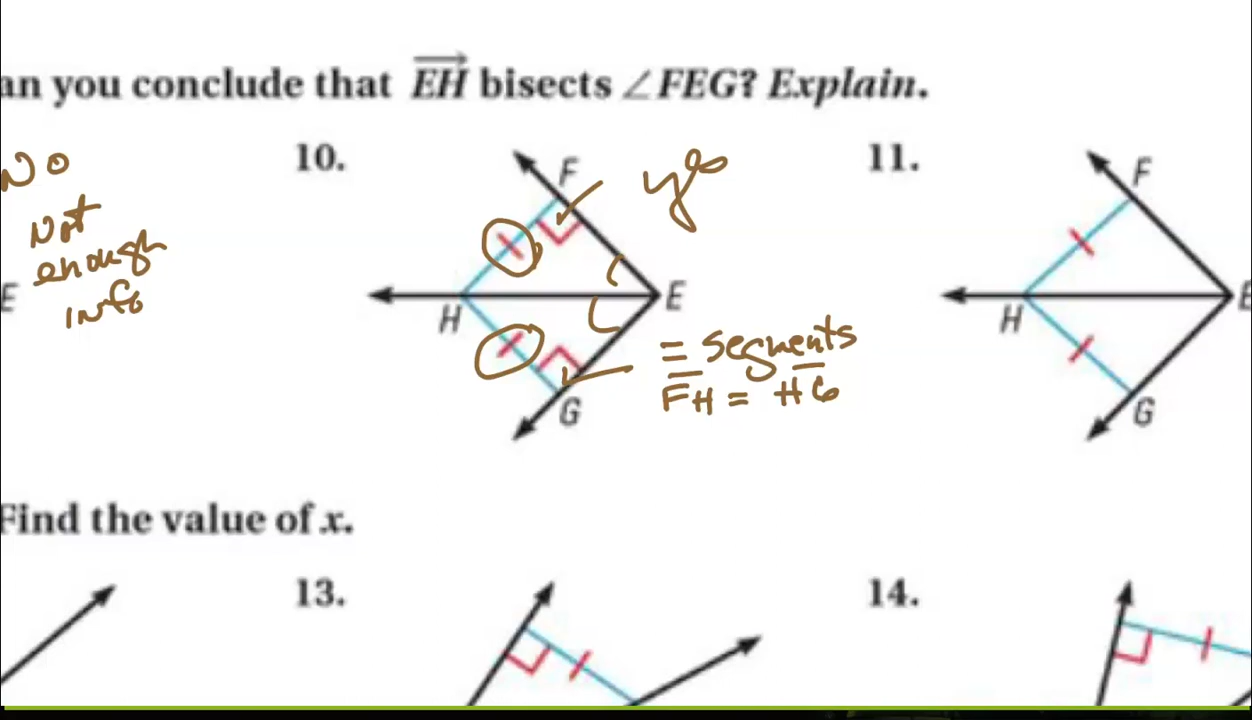 an you conclude that EH bisects ∠FEG? Explain.
No
Not
enough
info
E
10.
F
H
E
G
yes
= segments
FH = HG
11.
F
H
E
G
Find the value of x.
13.
14.